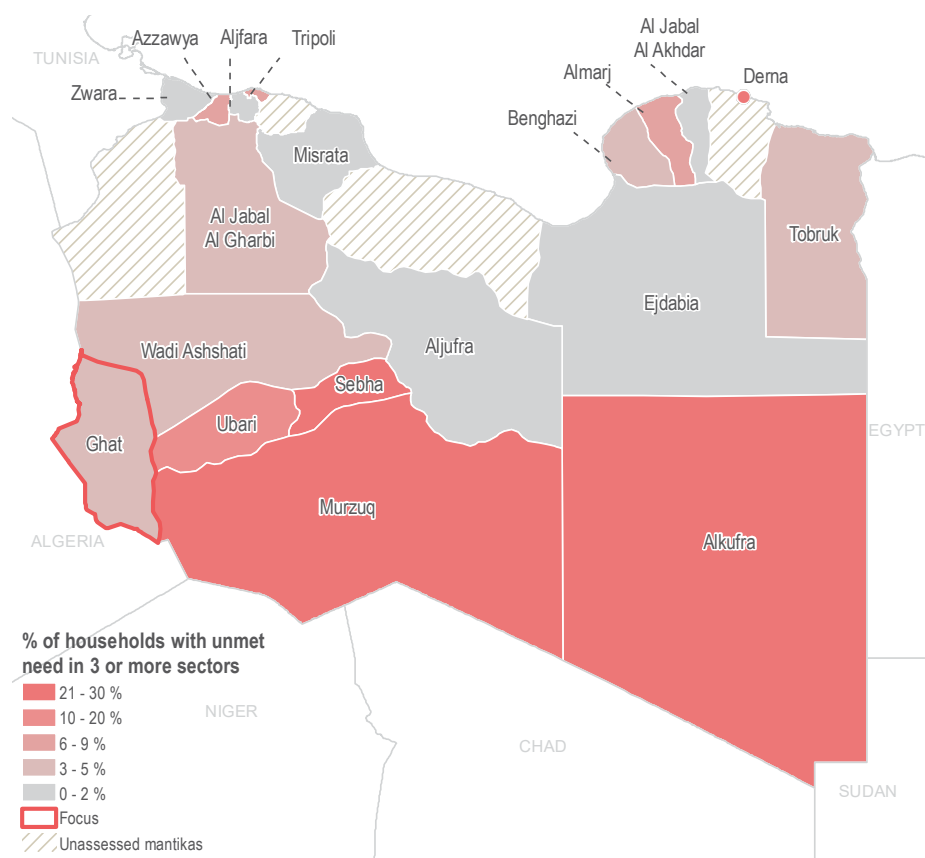 TUNISIA
Azzawya
Aljfara
Tripoli
Zwara
Al Jabal
Al Akhdar
Almarj
Derna
Benghazi
Misrata
Al Jabal
Al Gharbi
Tobruk
Ejdabia
Wadi Ashshati
Aljufra
Sebha
Ubari
Ghat
EGYPT
Murzuq
Alkufra
ALGERIA
NIGER
CHAD
SUDAN
% of households with unmet
need in 3 or more sectors
21 - 30 %
10 - 20 %
6 - 9 %
3 - 5 %
0 - 2 %
Focus
Unassessed mantikas